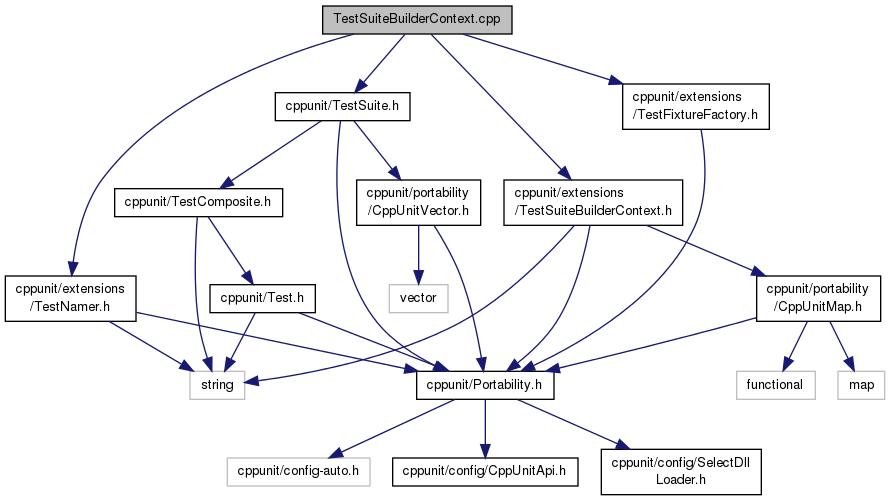 TestSuiteBuilderContext.cpp
cppunit/TestSuite.h
cppunit/extensions
/TestFixtureFactory.h
cppunit/TestComposite.h
cppunit/portability
/CppUnitVector.h
cppunit/extensions
/TestSuiteBuilderContext.h
cppunit/extensions
/TestNamer.h
cppunit/Test.h
vector
cppunit/portability
/CppUnitMap.h
string
cppunit/Portability.h
functional
map
cppunit/config-auto.h
cppunit/config/CppUnitApi.h
cppunit/config/SelectDll
Loader.h